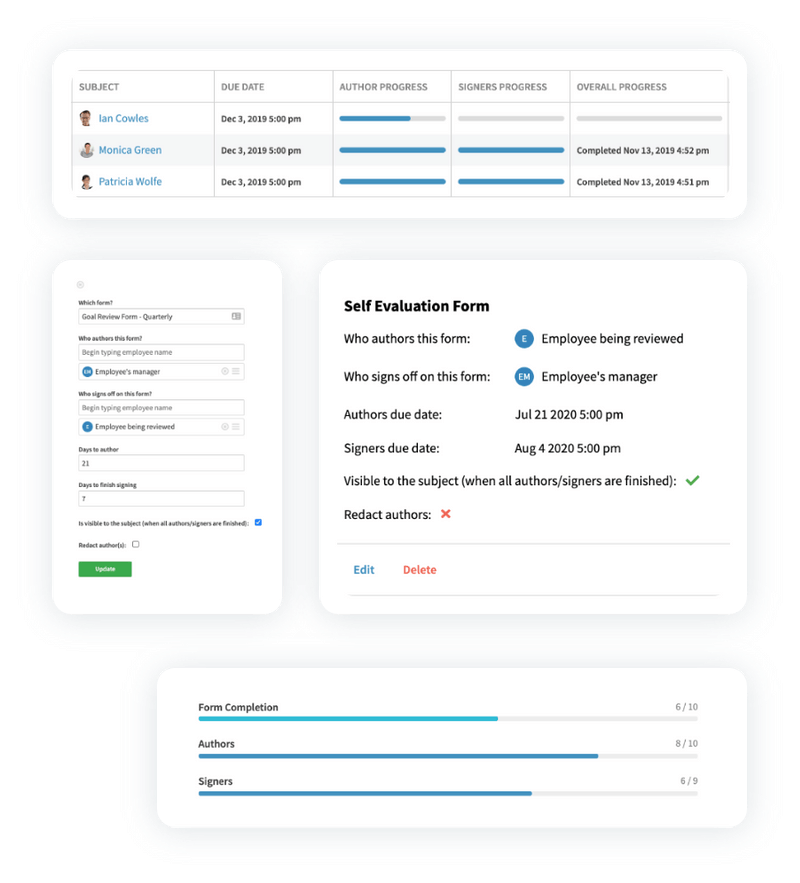 SUBJECT DUE DATE AUTHOR PROGRESS SIGNERS PROGRESS OVERALL PROGRESS
Ian Cowles Dec 3, 2019 5:00 pm
Monica Green Dec 3, 2019 5:00 pm Completed Nov 13, 2019 4:52 pm
Patricia Wolfe Dec 3, 2019 5:00 pm Completed Nov 13, 2019 4:51 pm
Which form?
Goal Review Form - Quarterly
Who authors this form?
Begin typing employee name
EM Employee's manager
Who signs off on this form?
Begin typing employee name
E Employee being reviewed
Days to author
21
Days to finish signing
7
Is visible to the subject (when all authors/signers are finished):
Redact author(s):
Update
Self Evaluation Form
Who authors this form: E Employee being reviewed
Who signs off on this form: EM Employee's manager
Authors due date: Jul 21 2020 5:00 pm
Signers due date: Aug 4 2020 5:00 pm
Visible to the subject (when all authors/signers are finished):
Redact authors:
Edit Delete
Form Completion 6 / 10
Authors 8 / 10
Signers 6 / 9